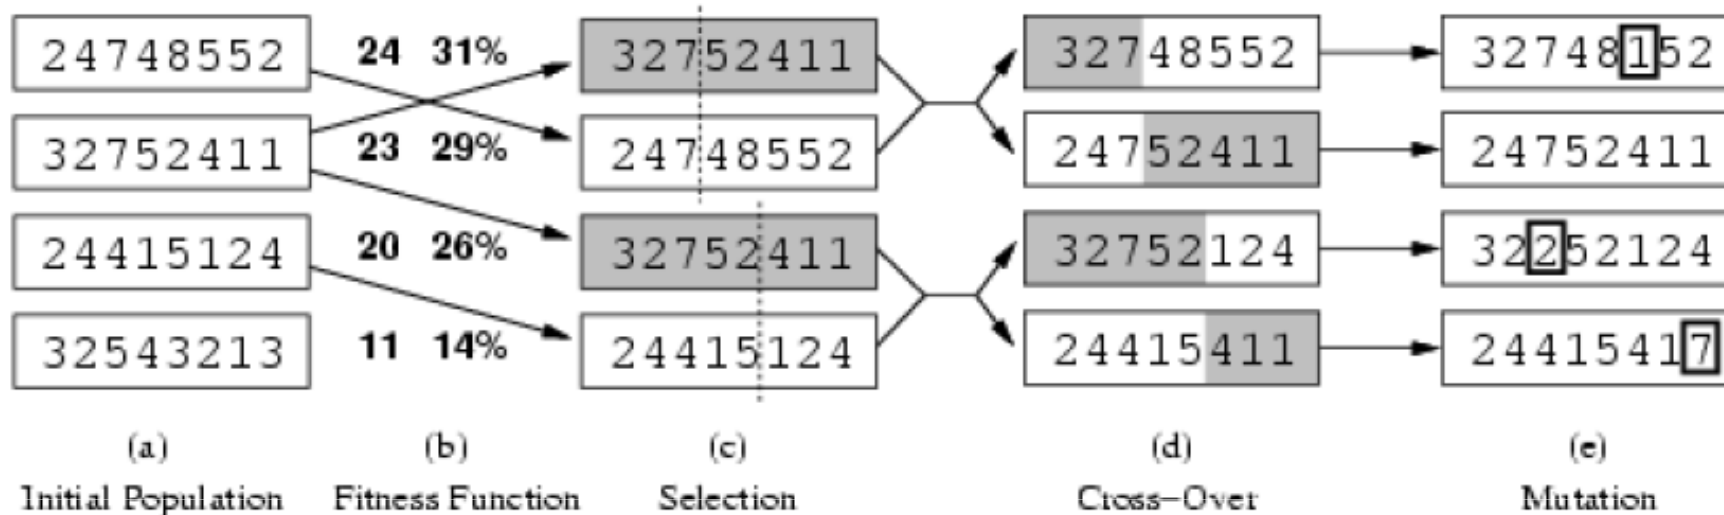 24748552 24 31% 32752411 32748552 32748152
32752411 23 29% 24748552 24752411 24752411
24415124 20 26% 32752411 32752124 32252124
32543213 11 14% 24415124 24415411 24415417
(a) (b) (c) (d) (e)
Initial Population Fitness Function Selection Cross–Over Mutation